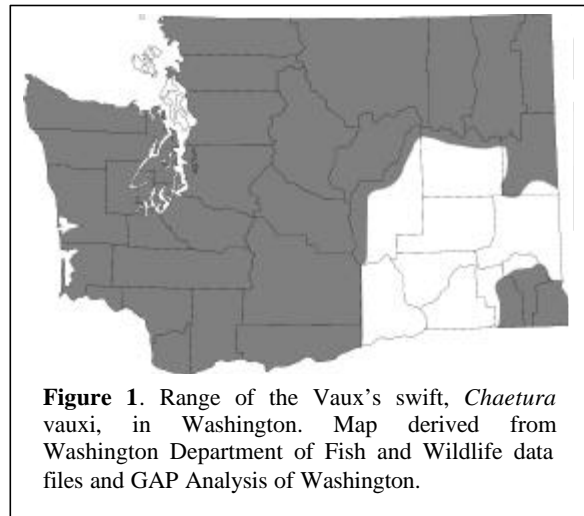 Figure 1. Range of the Vaux’s swift, Chaetura
vauxi, in Washington. Map derived from
Washington Department of Fish and Wildlife data
files and GAP Analysis of Washington.